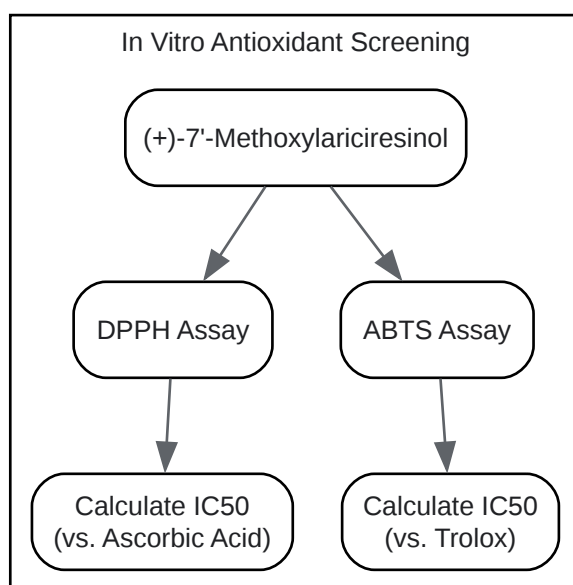 In Vitro Antioxidant Screening
(+)-7'-Methoxylariciresinol
DPPH Assay
ABTS Assay
Calculate IC50
(vs. Ascorbic Acid)
Calculate IC50
(vs. Trolox)